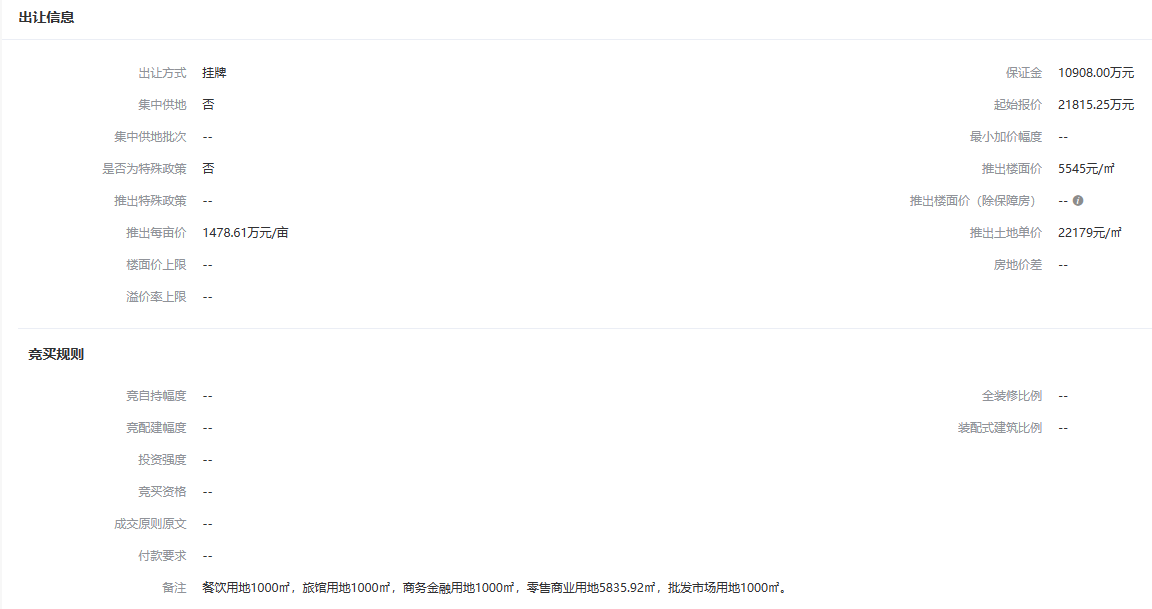 出让信息
出让方式 挂牌 保证金 10908.00万元
集中供地 否 起始报价 21815.25万元
集中供地批次 -- 最小加价幅度 --
是否为特殊政策 否 推出楼面价 5545元/㎡
推出特殊政策 -- 推出楼面价（除保障房） --
推出每亩价 1478.61万元/亩 推出土地单价 22179元/㎡
楼面价上限 -- 房地价差 --
溢价率上限 --
竞买规则
竞自持幅度 -- 全装修比例 --
竞配建幅度 -- 装配式建筑比例 --
投资强度 --
竞买资格 --
成交原则原文 --
付款要求 --
备注 餐饮用地1000㎡，旅馆用地1000㎡，商务金融用地1000㎡，零售商业用地5835.92㎡，批发市场用地1000㎡。